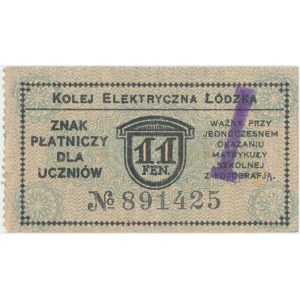 KOLEJ ELEKTRYCZNA ŁÓDZKA
ZNAK
PŁATNICZY
DLA
UCZNIÓW
11
FEN.
WAŻNY PRZY
JEDNOCZESNEM
OKAZANIU
MATRYKUŁY
SZKOLNEJ
Z FOTOGRAFJĄ.
№ 891425